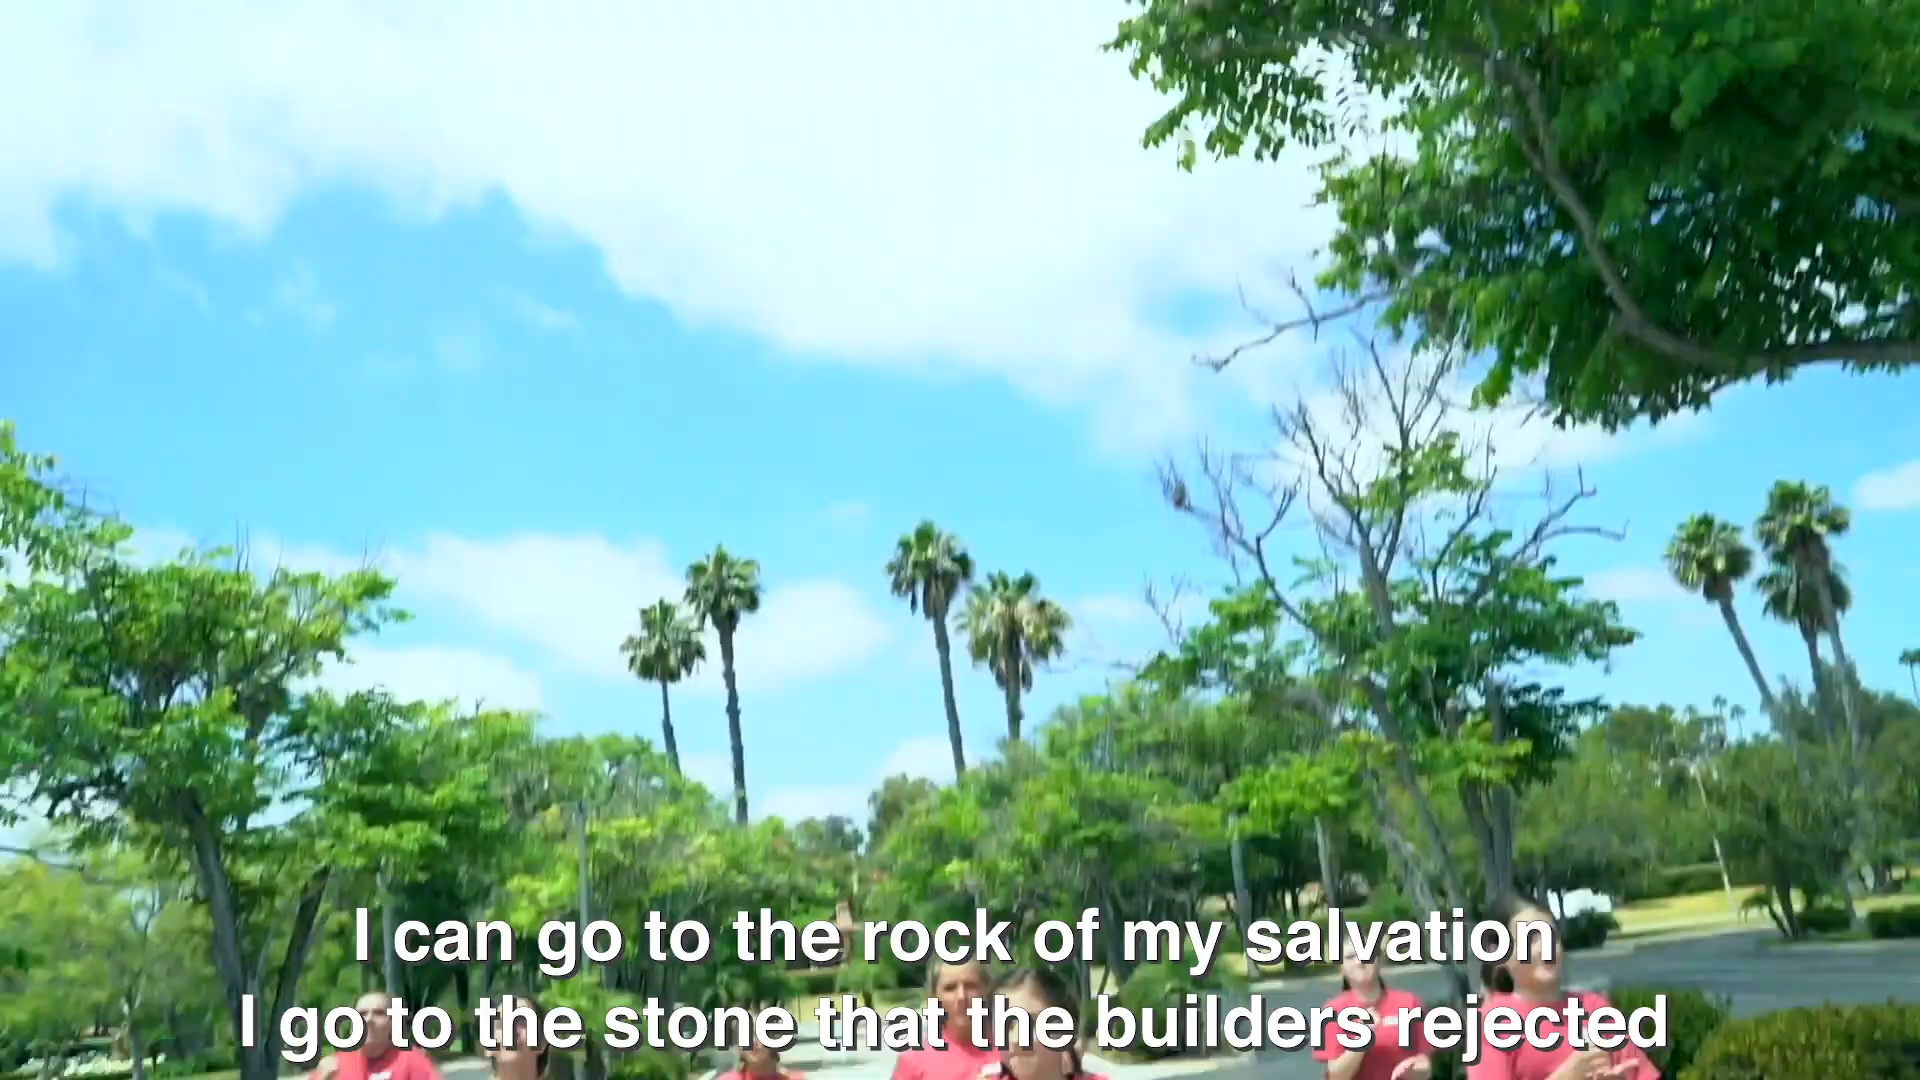 I can go to the rock of my salvation
I go to the stone that the builders rejected